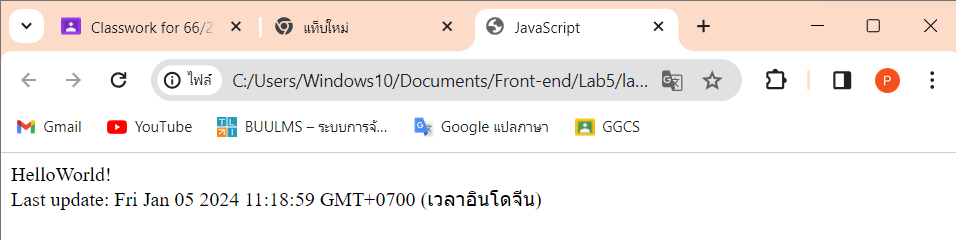 Classwork for 66/2
แท็บใหม่
JavaScript
ไฟล์ C:/Users/Windows10/Documents/Front-end/Lab5/la...
P
Gmail YouTube BUULMS – ระบบการจั... Google แปลภาษา GGCS
HelloWorld!
Last update: Fri Jan 05 2024 11:18:59 GMT+0700 (เวลาอินโดจีน)